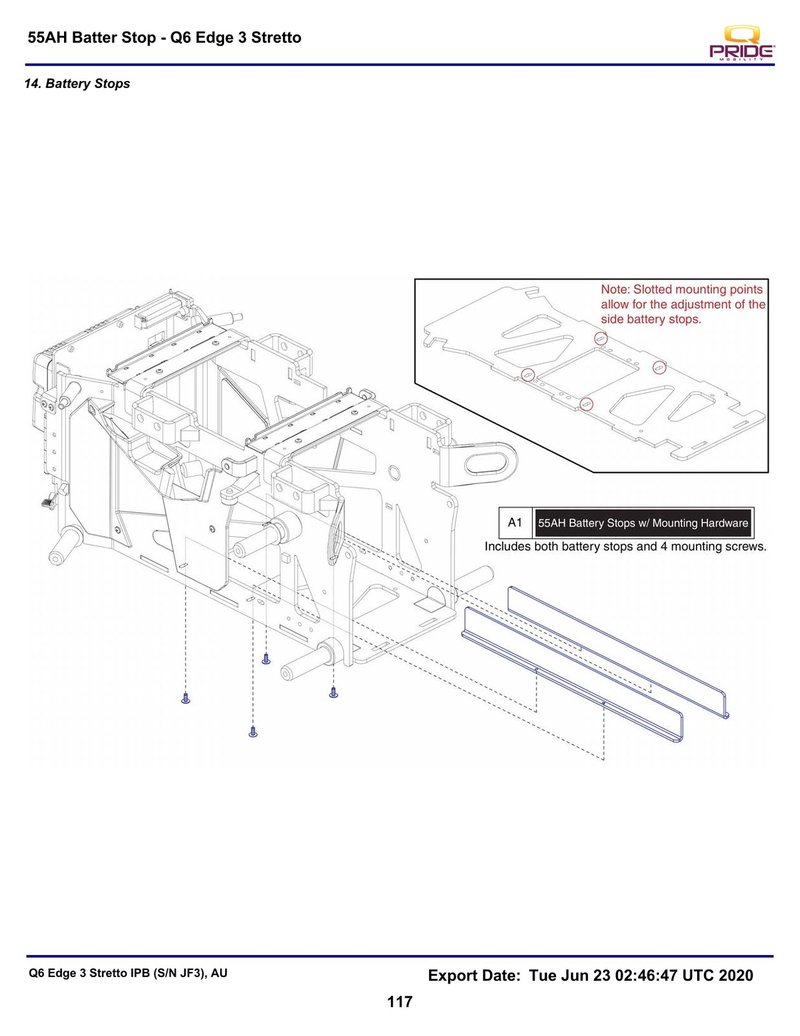 55AH Batter Stop - Q6 Edge 3 Stretto
Q
PRIDE
MOBILITY
14. Battery Stops
Note: Slotted mounting points
allow for the adjustment of the
side battery stops.
A1 55AH Battery Stops w/ Mounting Hardware
Includes both battery stops and 4 mounting screws.
Q6 Edge 3 Stretto IPB (S/N JF3), AU
Export Date: Tue Jun 23 02:46:47 UTC 2020
117